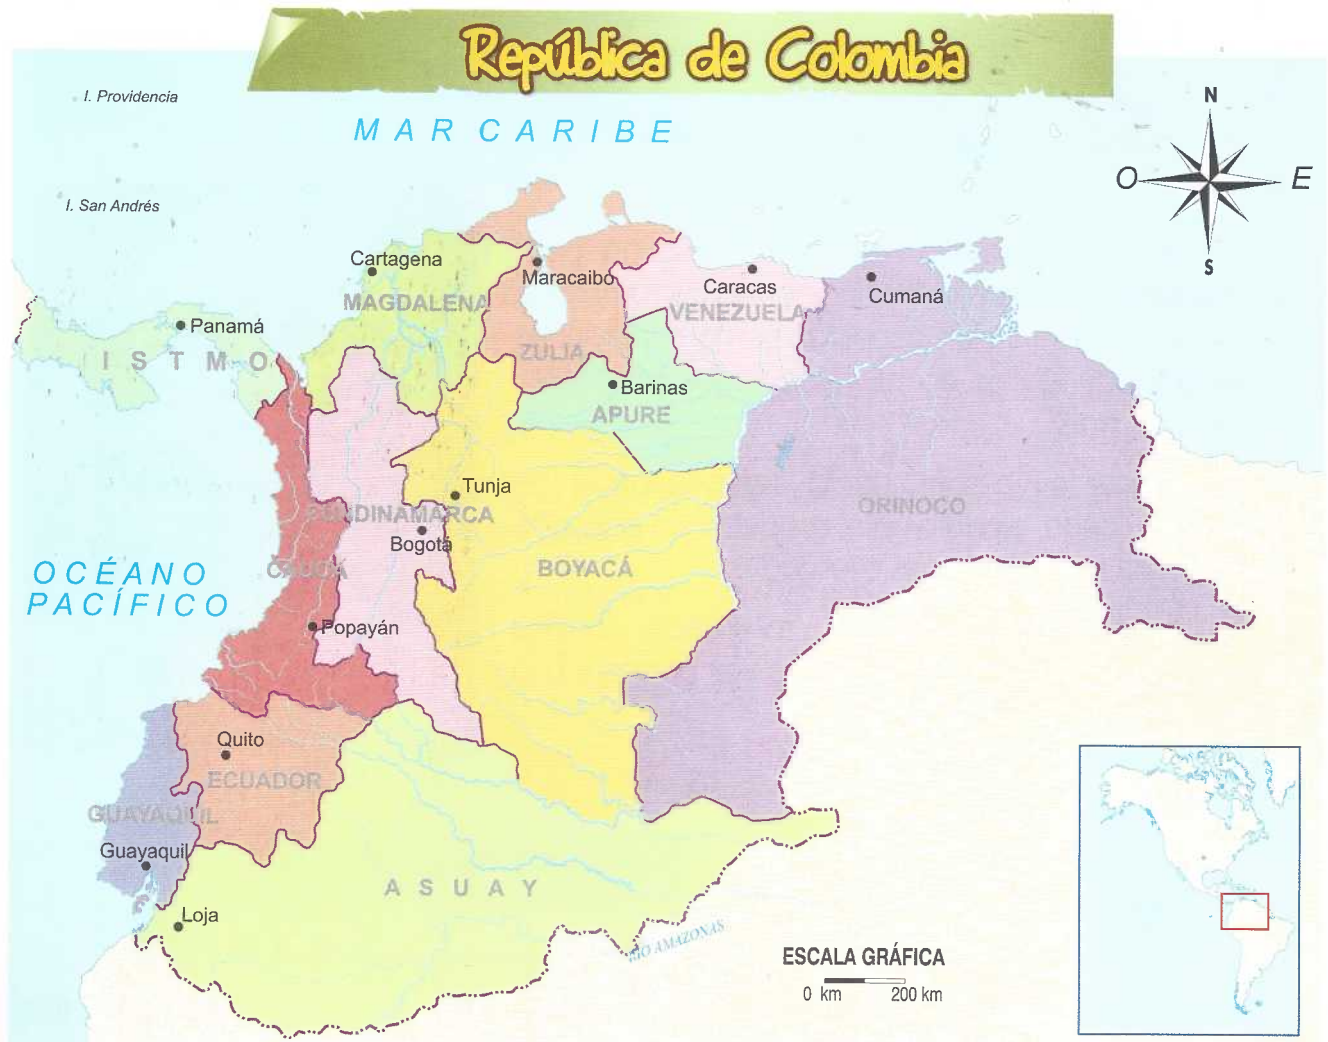 República de Colombia
I. Providencia
MAR CARIBE
N
O
E
S
I. San Andrés
Cartagena
Maracaibo
Caracas
Cumaná
MAGDALENA
VENEZUELA
Panamá
ISTMO
ZULIA
Barinas
APURE
Tunja
ORINOCO
CUNDINAMARCA
Bogotá
CAUCA
BOYACÁ
OCÉANO
PACÍFICO
Popayán
Quito
ECUADOR
GUAYAQUIL
Guayaquil
ASUAY
Loja
RIO AMAZONAS
ESCALA GRÁFICA
0 km 200 km